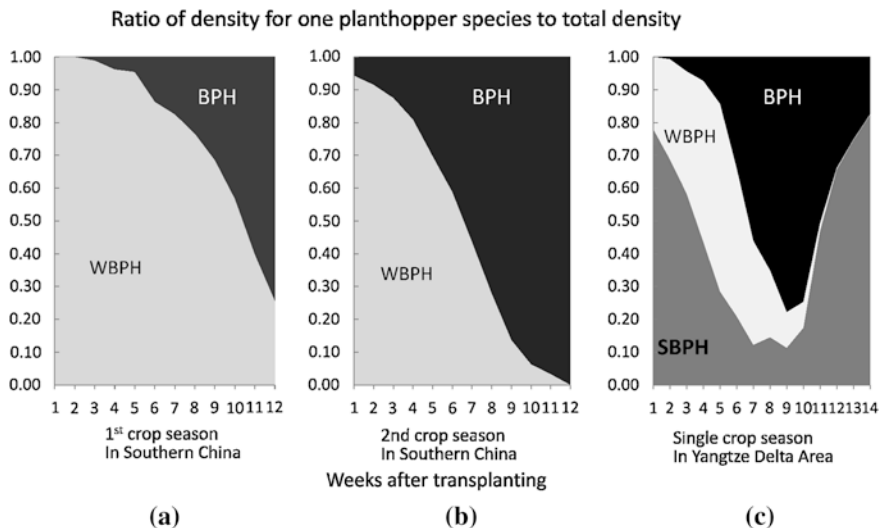 Ratio of density for one planthopper species to total density
1.00
0.90
0.80
0.70
0.60
0.50
0.40
0.30
0.20
0.10
0.00
BPH
WBPH
1 2 3 4 5 6 7 8 9 10 11 12
1st crop season
In Southern China
1.00
0.90
0.80
0.70
0.60
0.50
0.40
0.30
0.20
0.10
0.00
BPH
WBPH
1 2 3 4 5 6 7 8 9 10 11 12
2nd crop season
In Southern China
1.00
0.90
0.80
0.70
0.60
0.50
0.40
0.30
0.20
0.10
0.00
BPH
WBPH
SBPH
1 2 3 4 5 6 7 8 9 10 11 12 13 14
Single crop season
In Yangtze Delta Area
Weeks after transplanting
(a) (b) (c)